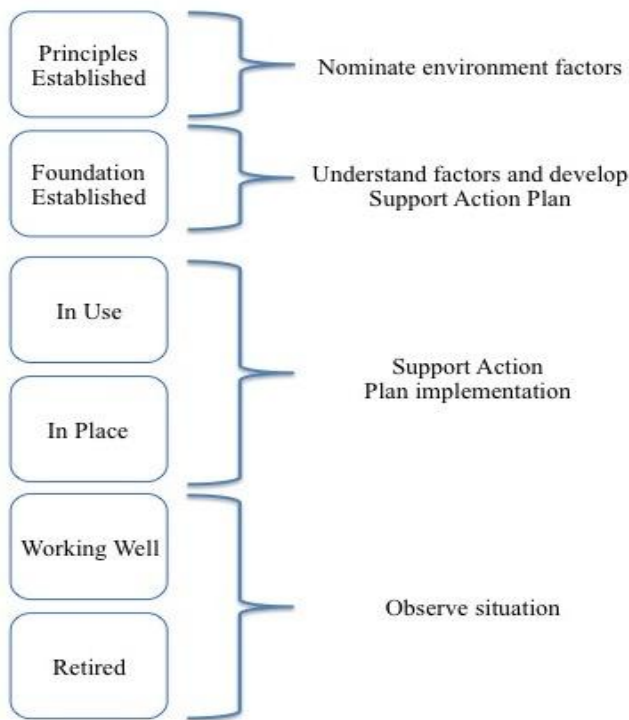 Principles
Established
Nominate environment factors
Foundation
Established
Understand factors and develop
Support Action Plan
In Use
In Place
Support Action
Plan implementation
Working Well
Retired
Observe situation